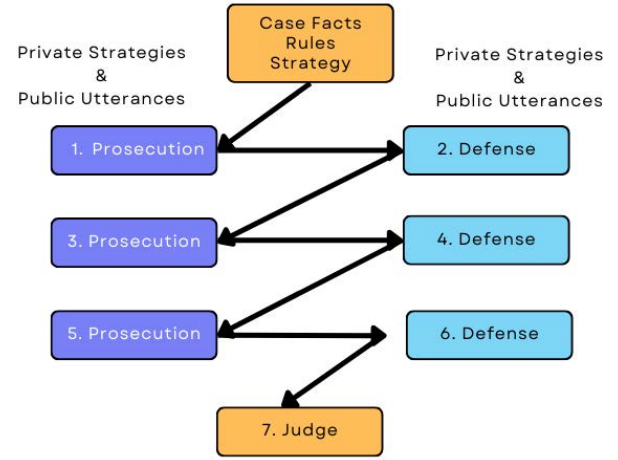 Case Facts
Rules
Strategy
Private Strategies
&
Public Utterances
Private Strategies
&
Public Utterances
1. Prosecution
2. Defense
3. Prosecution
4. Defense
5. Prosecution
6. Defense
7. Judge